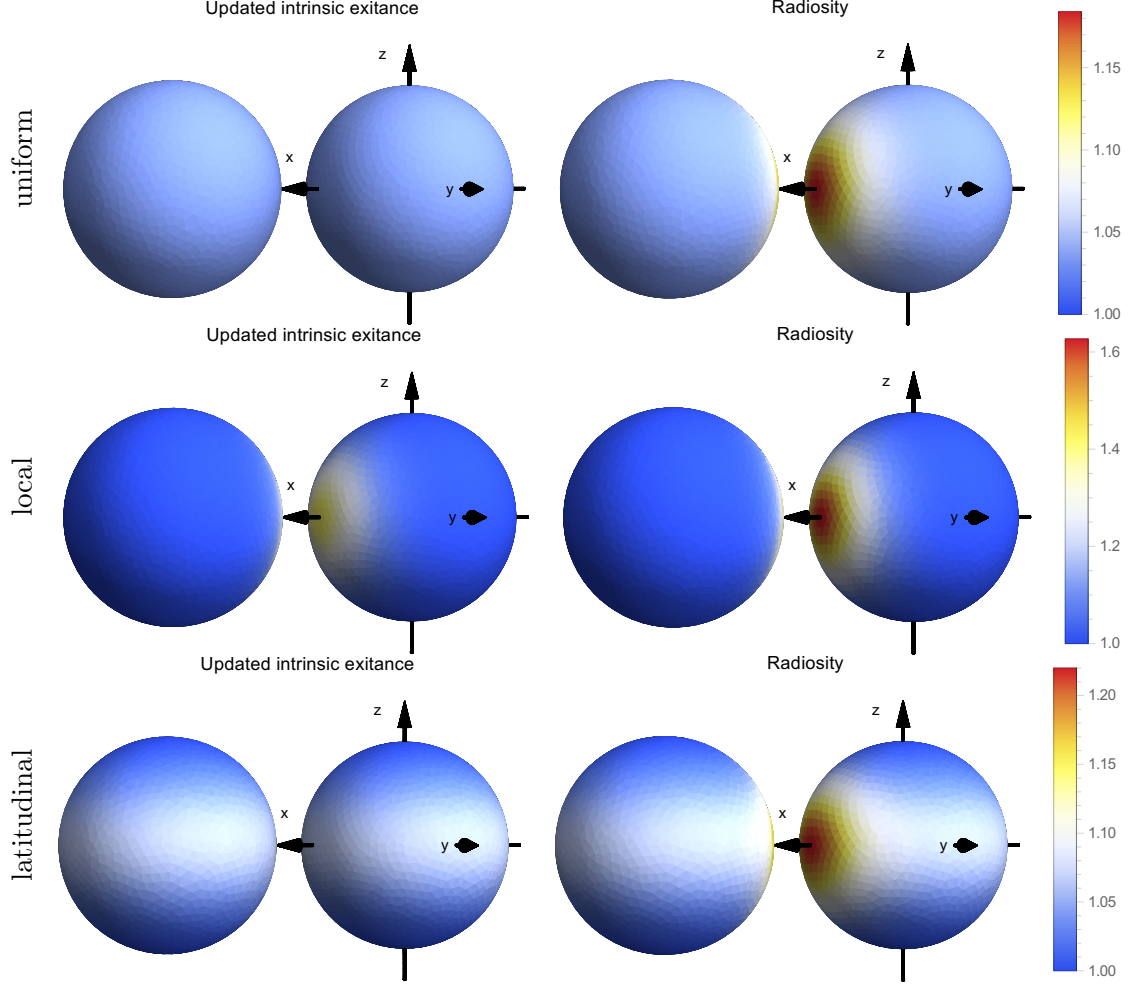 Updated intrinsic exitance Radiosity
z z
1.15
uniform
1.10
x x
y y
1.05
1.00
Updated intrinsic exitance Radiosity
1.6
z z
1.4
local
x x
y y
1.2
1.0
Updated intrinsic exitance Radiosity
1.20
z z
1.15
latitudinal
x x
1.10
y y
1.05
1.00